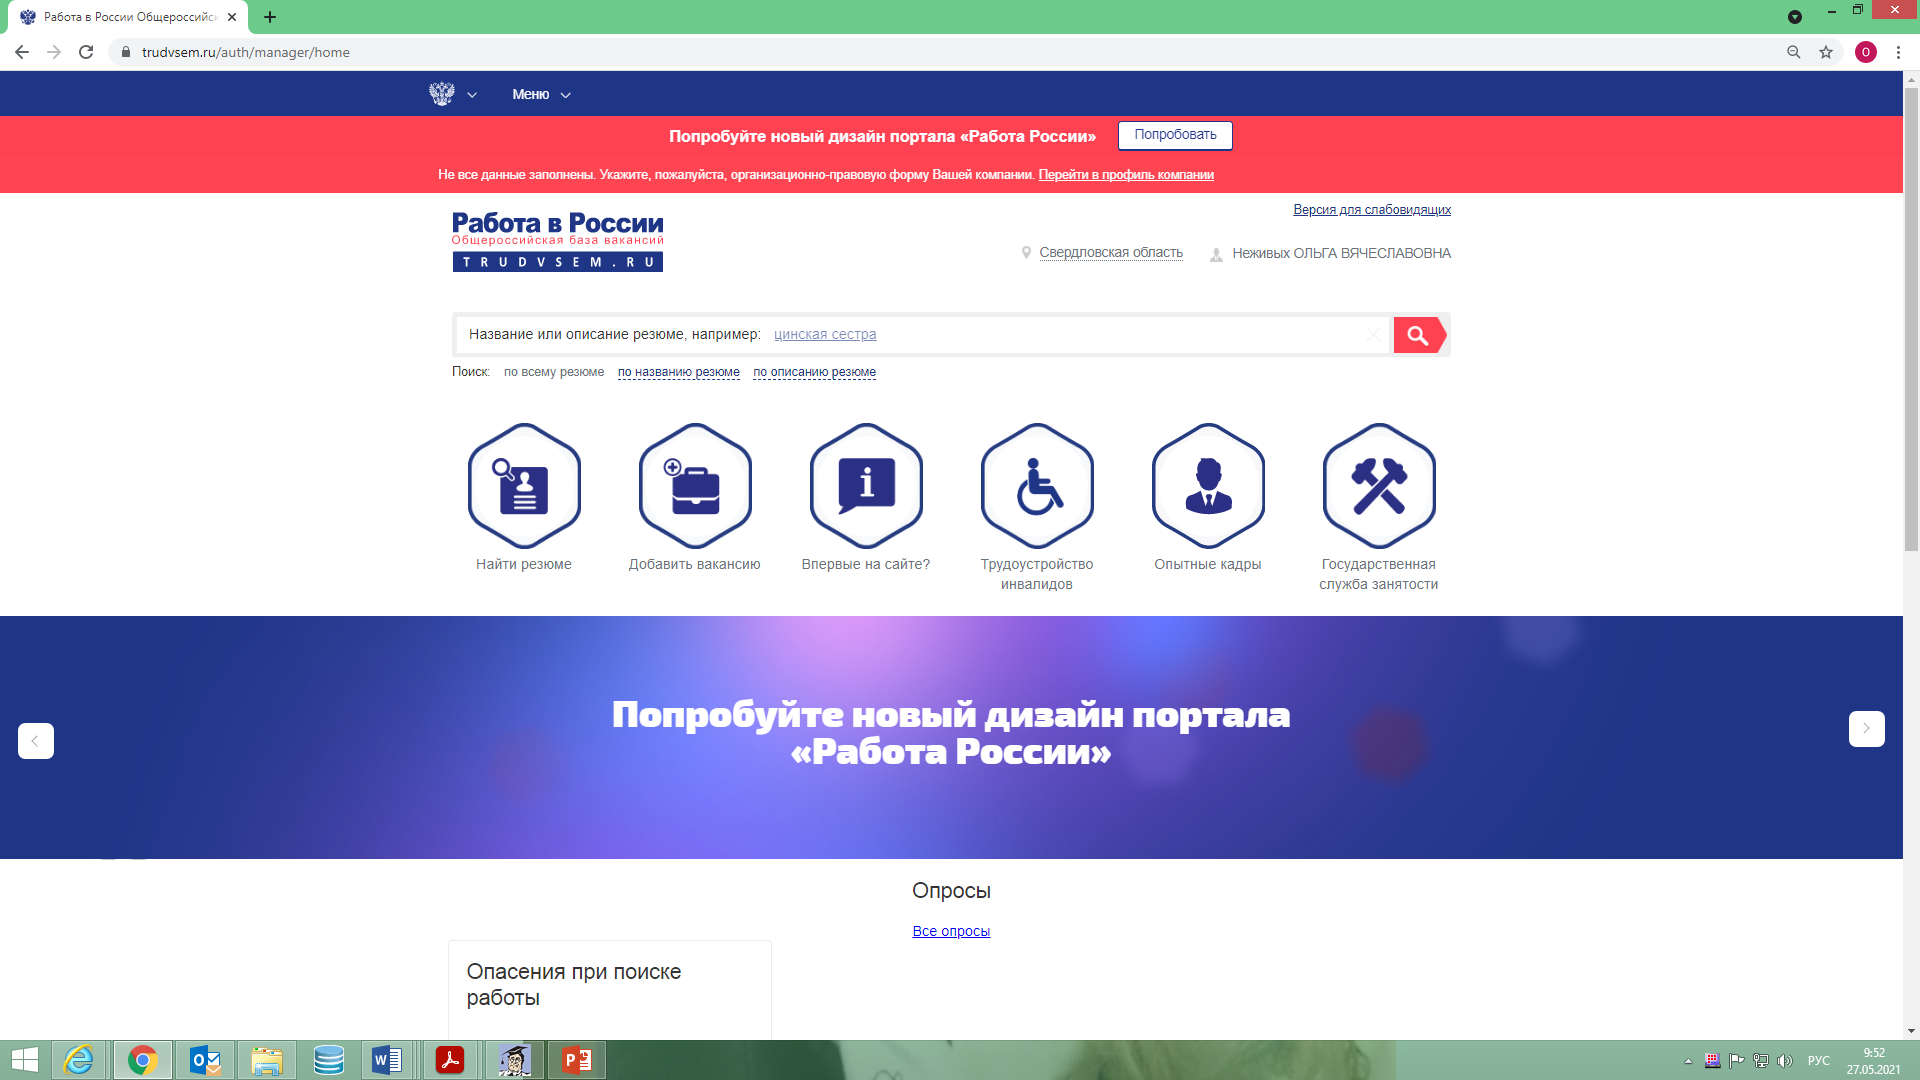 Работа в России Общероссийск
trudvsem.ru/auth/manager/home
О
Меню
Попробуйте новый дизайн портала «Работа России»
Попробовать
Не все данные заполнены. Укажите, пожалуйста, организационно-правовую форму Вашей компании. Перейти в профиль компании
Версия для слабовидящих
Работа в России
Общероссийская база вакансий
TRUDVSEM.RU
Свердловская область
Неживых ОЛЬГА ВЯЧЕСЛАВОВНА
Название или описание резюме, например: цинская сестра
Поиск: по всему резюме по названию резюме по описанию резюме
Найти резюме
Добавить вакансию
Впервые на сайте?
Трудоустройство
инвалидов
Опытные кадры
Государственная
служба занятости
Попробуйте новый дизайн портала
«Работа России»
Опросы
Все опросы
Опасения при поиске
работы
РУС
9:52
27.05.2021